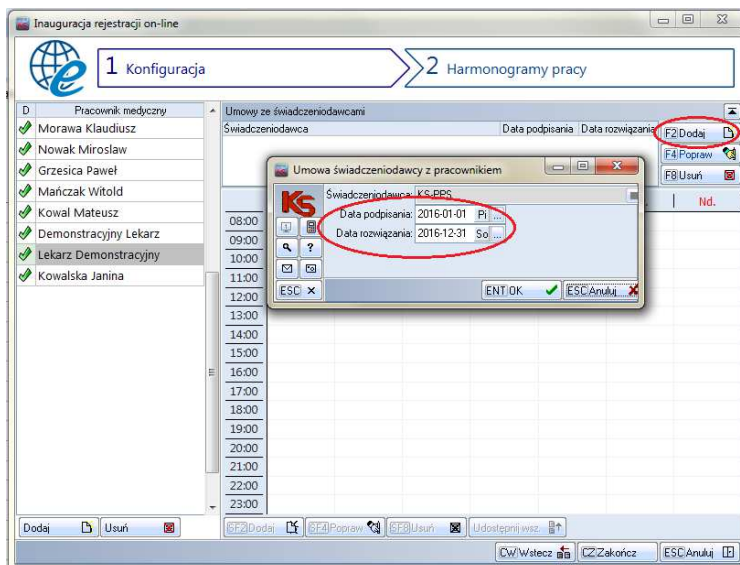 Inauguracja rejestracji on-line
1 Konfiguracja
2 Harmonogramy pracy
D Pracownik medyczny
Morawa Klaudiusz
Nowak Mirosław
Grzesica Paweł
Mańczak Witold
Kowal Mateusz
Demonstracyjny Lekarz
Lekarz Demonstracyjny
Kowalska Janina
Umowy ze świadczeniodawcami
Świadczeniodawca Data podpisania Data rozwiązania
F2 Dodaj
F4 Popraw
F8 Usuń
Nd.
Umowa świadczeniodawcy z pracownikiem
KS
Świadczeniodawca: KS-PPS
Data podpisania: 2016-01-01 Pi ...
Data rozwiązania: 2016-12-31 So ...
?
ESC
ENT OK ESC Anuluj
08:00
09:00
10:00
11:00
12:00
13:00
14:00
15:00
16:00
17:00
18:00
19:00
20:00
21:00
22:00
23:00
Dodaj Usuń
SF2 Dodaj SF4 Popraw SF8 Usuń Udostępnij wsz.
CW Wstecz CZ Zakończ ESC Anuluj